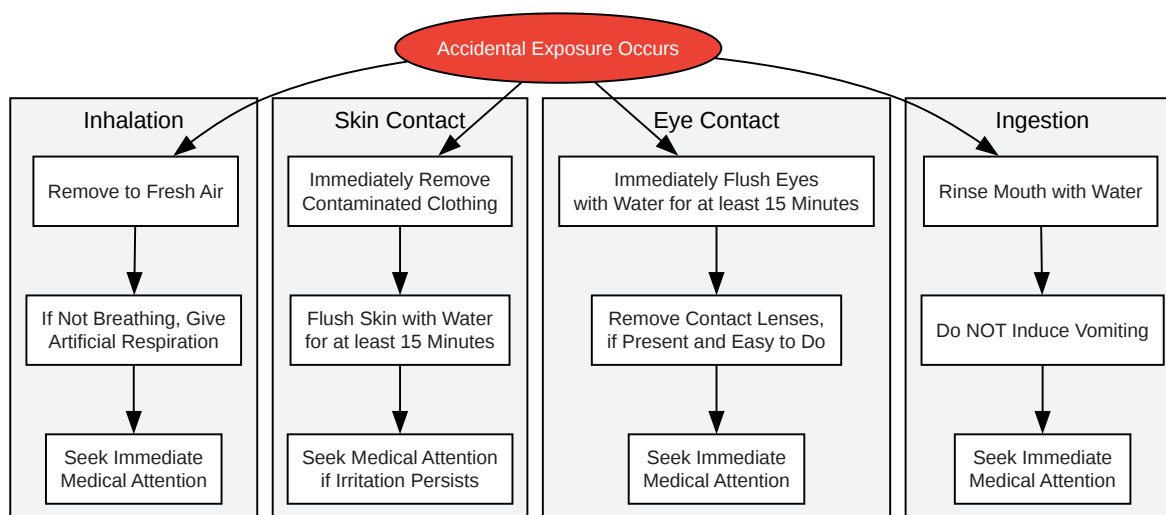 Accidental Exposure Occurs
Inhalation
Remove to Fresh Air
If Not Breathing, Give
Artificial Respiration
Seek Immediate
Medical Attention
Skin Contact
Immediately Remove
Contaminated Clothing
Flush Skin with Water
for at least 15 Minutes
Seek Medical Attention
if Irritation Persists
Eye Contact
Immediately Flush Eyes
with Water for at least 15 Minutes
Remove Contact Lenses,
if Present and Easy to Do
Seek Immediate
Medical Attention
Ingestion
Rinse Mouth with Water
Do NOT Induce Vomiting
Seek Immediate
Medical Attention